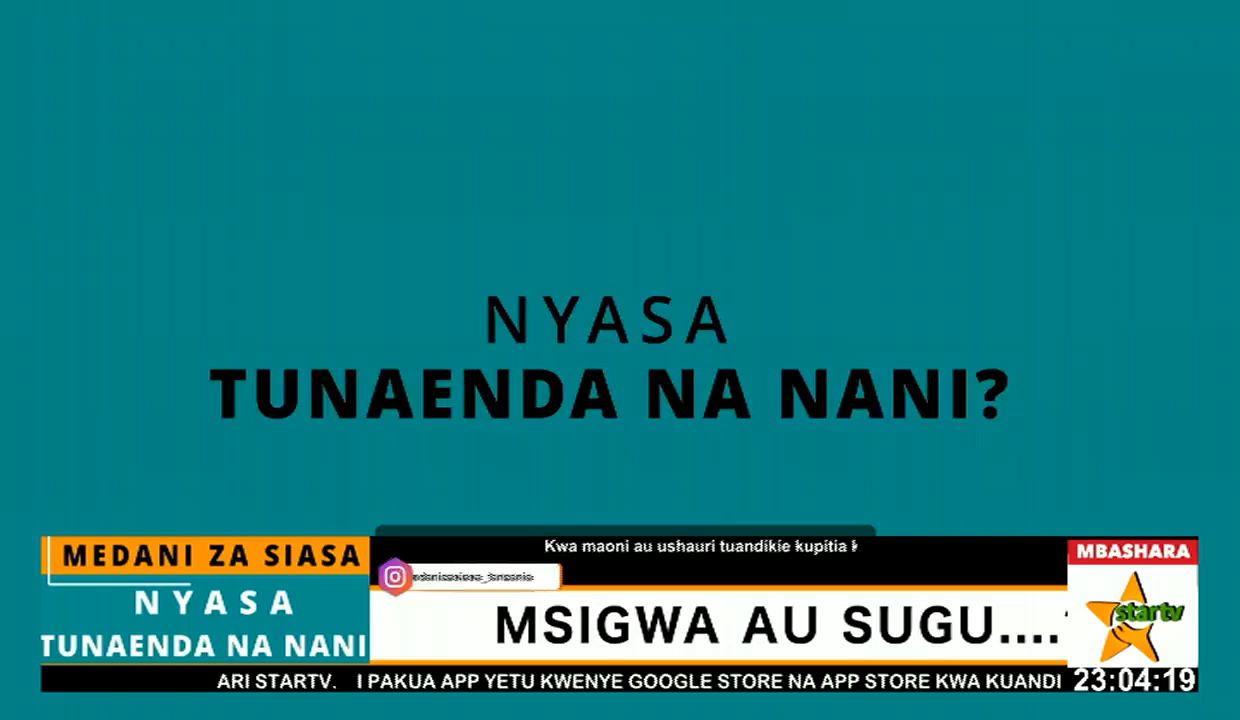 NYASA
TUNAENDA NA NANI?
MEDANI ZA SIASA
NYASA
TUNAENDA NA NANI
Kwa maoni au ushauri tuandikie kupitia
MSIGWA AU SUGU....
MBASHARA
startv
ARI STARTV. I PAKUA APP YETU KWENYE GOOGLE STORE NA APP STORE KWA KUANDI
23:04:19